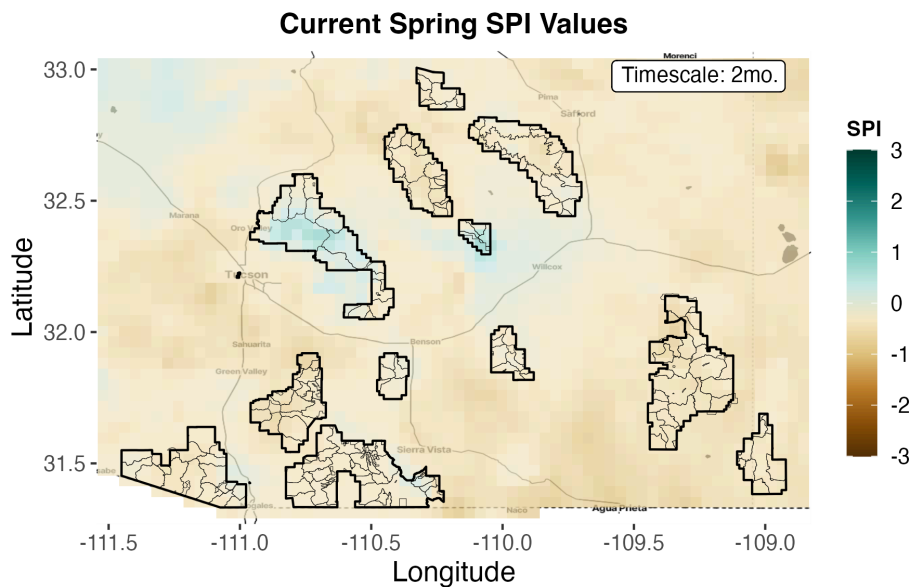 Current Spring SPI Values
Morenci
Timescale: 2mo.
Pima
Safford
Marana
Oro Valley
Tucson
Willcox
Benson
Sahuarita
Green Valley
Sierra Vista
Naco
Agua Prieta
33.0
32.5
32.0
31.5
Latitude
-111.5
-111.0
-110.5
-110.0
-109.5
-109.0
Longitude
SPI
3
2
1
0
-1
-2
-3